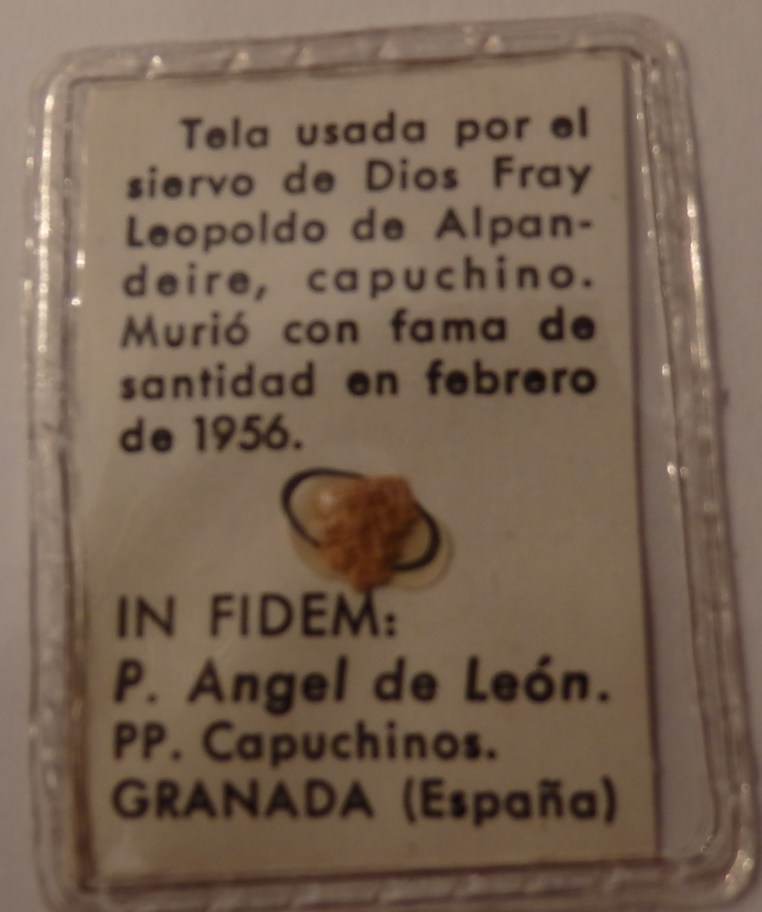 Tela usada por el
siervo de Dios Fray
Leopoldo de Alpan-
deire, capuchino.
Murió con fama de
santidad en febrero
de 1956.
IN FIDEM:
P. Angel de León.
PP. Capuchinos.
GRANADA (España)